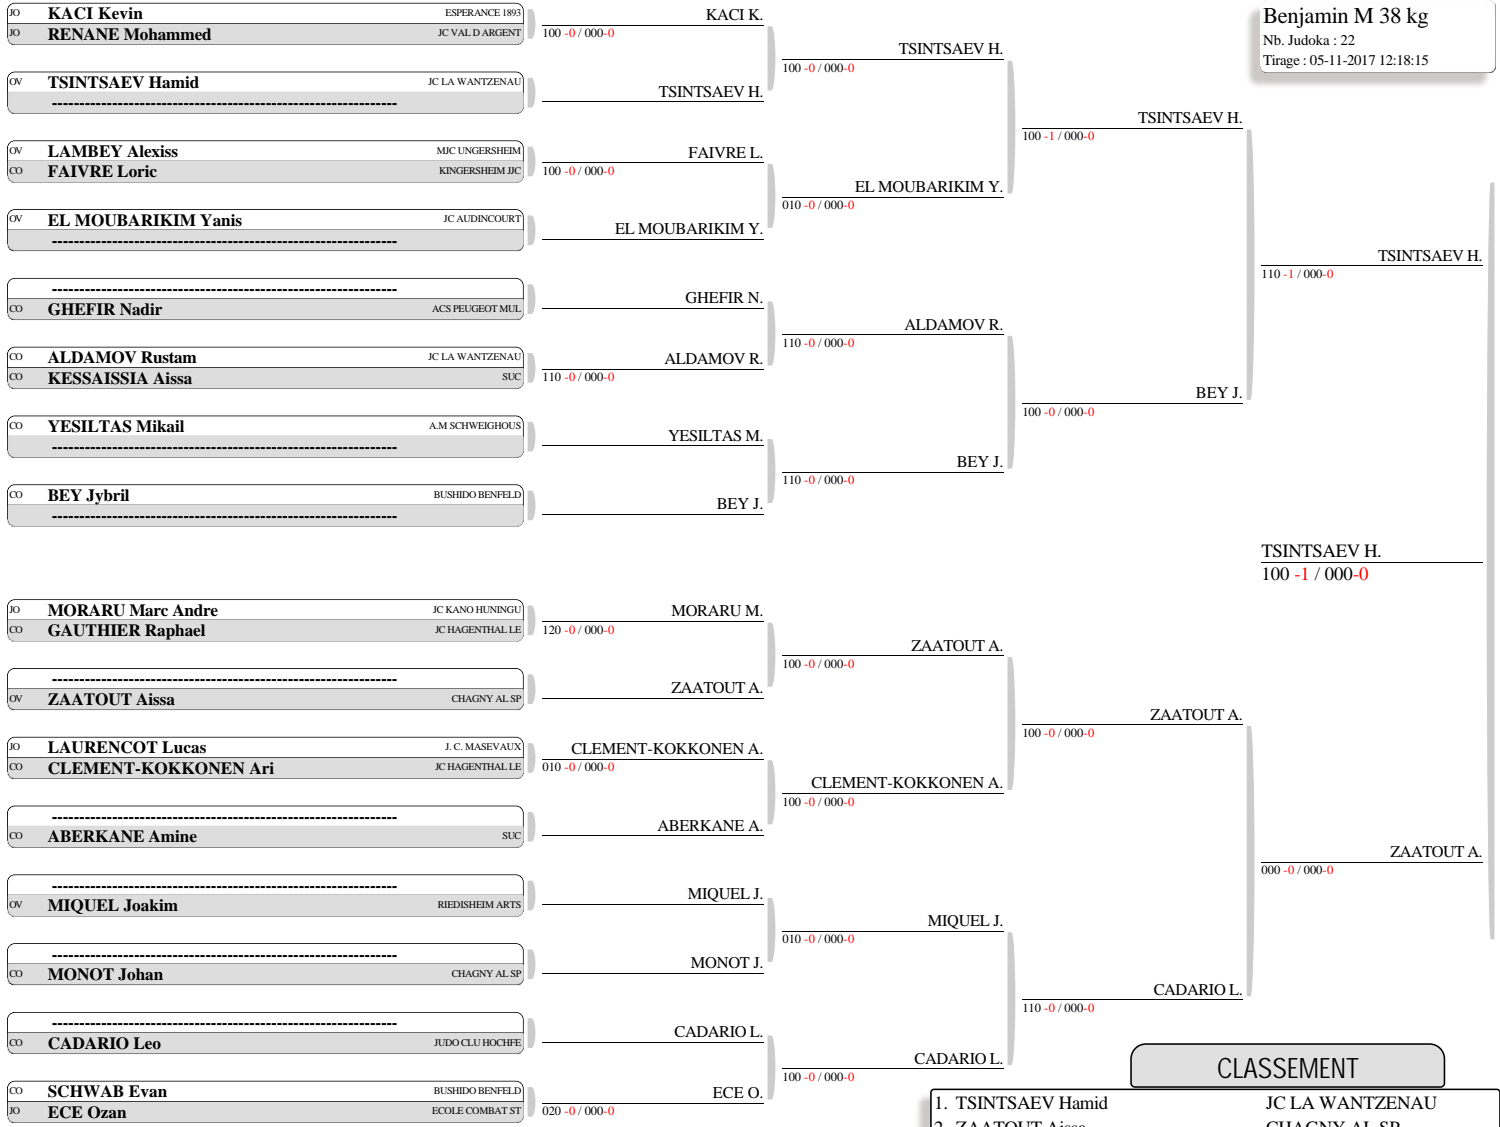 Benjamin M 38 kg
Nb. Judoka : 22
Tirage : 05-11-2017 12:18:15
JO KACI Kevin ESPERANCE 1893
JO RENANE Mohammed JC VAL D ARGENT
OV TSINTSAEV Hamid JC LA WANTZENAU
----------------------------------------------------------------
OV LAMBEY Alexiss MJC UNGERSHEIM
CO FAIVRE Loric KINGERSHEIM JJC
OV EL MOUBARIKIM Yanis JC AUDINCOURT
----------------------------------------------------------------
----------------------------------------------------------------
CO GHEFIR Nadir ACS PEUGEOT MUL
CO ALDAMOV Rustam JC LA WANTZENAU
CO KESSAISSIA Aissa SUC
CO YESILTAS Mikail A.M SCHWEIGHOUS
----------------------------------------------------------------
CO BEY Jybril BUSHIDO BENFELD
----------------------------------------------------------------
JO MORARU Marc Andre JC KANO HUNINGU
CO GAUTHIER Raphael JC HAGENTHAL LE
----------------------------------------------------------------
OV ZAATOUT Aissa CHAGNY AL SP
JO LAURENCOT Lucas J. C. MASEVAUX
CO CLEMENT-KOKKONEN Ari JC HAGENTHAL LE
----------------------------------------------------------------
CO ABERKANE Amine SUC
----------------------------------------------------------------
OV MIQUEL Joakim RIEDISHEIM ARTS
----------------------------------------------------------------
CO MONOT Johan CHAGNY AL SP
----------------------------------------------------------------
CO CADARIO Leo JUDO CLU HOCHFE
CO SCHWAB Evan BUSHIDO BENFELD
JO ECE Ozan ECOLE COMBAT ST
KACI K.
100 -0 / 000-0
TSINTSAEV H.
FAIVRE L.
100 -0 / 000-0
EL MOUBARIKIM Y.
GHEFIR N.
ALDAMOV R.
110 -0 / 000-0
YESILTAS M.
BEY J.
MORARU M.
120 -0 / 000-0
ZAATOUT A.
CLEMENT-KOKKONEN A.
010 -0 / 000-0
ABERKANE A.
MIQUEL J.
MONOT J.
CADARIO L.
ECE O.
020 -0 / 000-0
TSINTSAEV H.
100 -0 / 000-0
EL MOUBARIKIM Y.
010 -0 / 000-0
ALDAMOV R.
110 -0 / 000-0
BEY J.
110 -0 / 000-0
ZAATOUT A.
100 -0 / 000-0
CLEMENT-KOKKONEN A.
100 -0 / 000-0
MIQUEL J.
010 -0 / 000-0
CADARIO L.
100 -0 / 000-0
TSINTSAEV H.
100 -1 / 000-0
BEY J.
100 -0 / 000-0
ZAATOUT A.
100 -0 / 000-0
CADARIO L.
110 -0 / 000-0
TSINTSAEV H.
110 -1 / 000-0
ZAATOUT A.
000 -0 / 000-0
TSINTSAEV H.
100 -1 / 000-0
CLASSEMENT
1. TSINTSAEV Hamid JC LA WANTZENAU
2. ZAATOUT Aissa CHAGNY AL SP